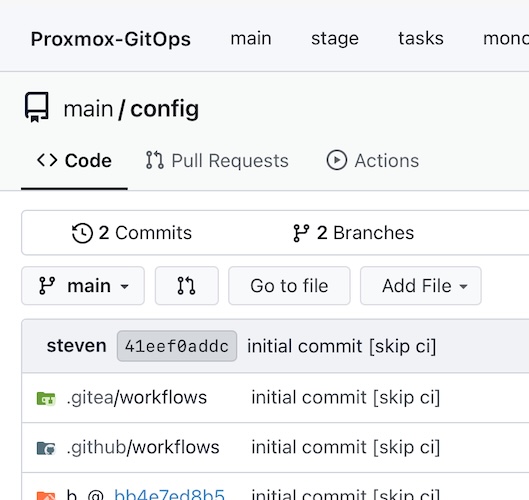 Proxmox-GitOps main stage tasks
main/config
Code Pull Requests Actions
2 Commits 2 Branches
main Go to file Add File
steven 41eef0addc initial commit [skip ci]
.gitea/workflows initial commit [skip ci]
.github/workflows initial commit [skip ci]
@ bb4e7ed8b5 initial commit [skip ci]